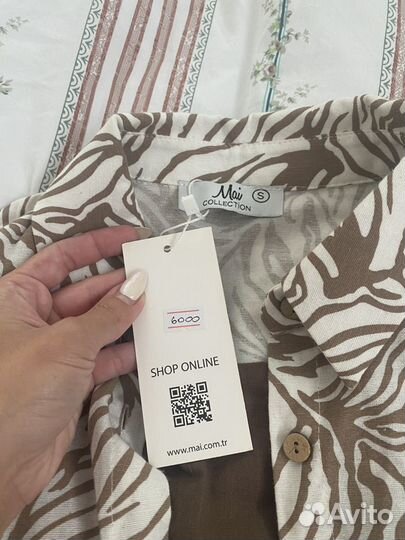 Mai
COLLECTION
S
6000
SHOP ONLINE
www.mai.com.tr
Avito